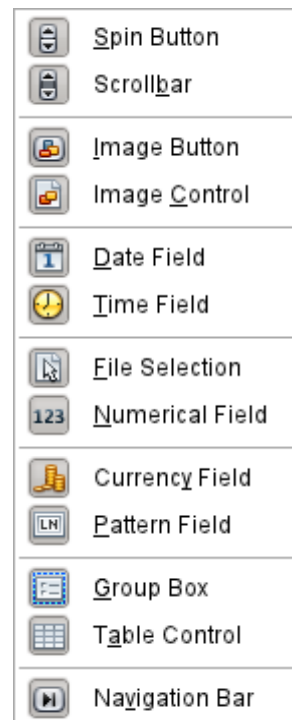 Spin Button
Scrollbar
Image Button
Image Control
1
Date Field
Time Field
File Selection
123
Numerical Field
Currency Field
LN
Pattern Field
Group Box
Table Control
Navigation Bar